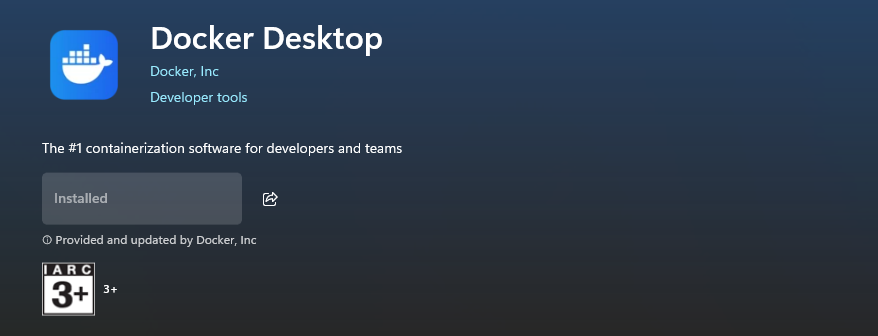 Docker Desktop
Docker, Inc
Developer tools
The #1 containerization software for developers and teams
Installed
Provided and updated by Docker, Inc
IARC
3+
3+